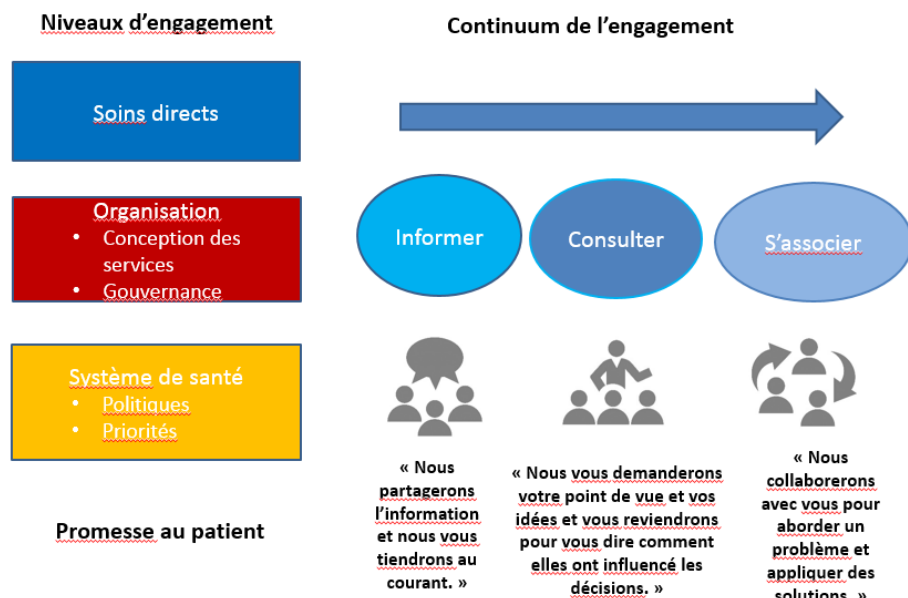 Niveaux d’engagement
Continuum de l’engagement
Soins directs
Organisation
• Conception des
services
• Gouvernance
Informer
Consulter
S’associer
Système de santé
• Politiques
• Priorités
Promesse au patient
« Nous
partagerons
l’information
et nous vous
tiendrons au
courant. »
« Nous vous demanderons
votre point de vue et vos
idées et vous reviendrons
pour vous dire comment
elles ont influencé les
décisions. »
« Nous
collaborerons
avec vous pour
aborder un
problème et
appliquer des
solutions. »